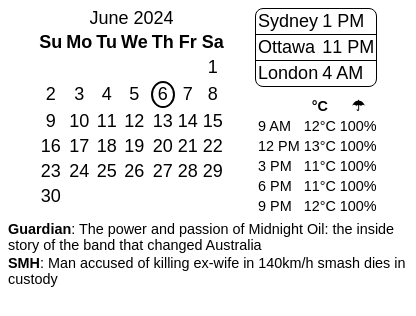 June 2024
Su Mo Tu We Th Fr Sa
1
2 3 4 5 6 7 8
9 10 11 12 13 14 15
16 17 18 19 20 21 22
23 24 25 26 27 28 29
30
Sydney 1 PM
Ottawa 11 PM
London 4 AM
°C ☂
9 AM 12°C 100%
12 PM 13°C 100%
3 PM 11°C 100%
6 PM 11°C 100%
9 PM 12°C 100%
Guardian: The power and passion of Midnight Oil: the inside
story of the band that changed Australia
SMH: Man accused of killing ex-wife in 140km/h smash dies in
custody